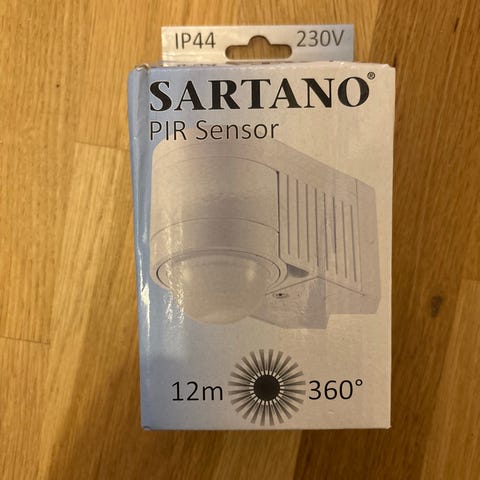 IP44 230V
SARTANO®
PIR Sensor
12m 360°